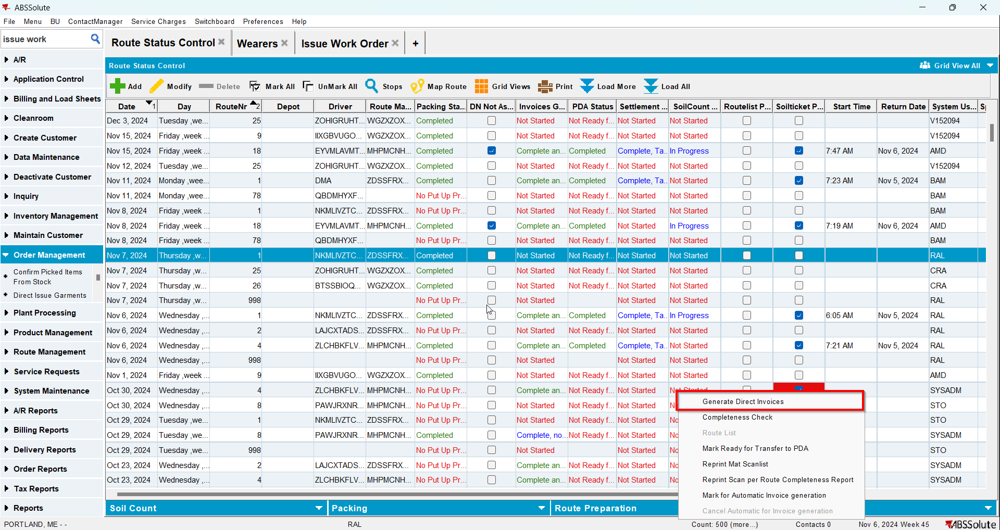 ABSSolute
File Menu BU ContactManager Service Charges Switchboard Preferences Help
issue work
Route Status Control Wearers Issue Work Order +
Route Status Control Grid View All
Add Modify Delete Mark All UnMark All Stops Map Route Grid Views Print Load More Load All
A/R
Application Control
Billing and Load Sheets
Cleanroom
Create Customer
Data Maintenance
Deactivate Customer
Inquiry
Inventory Management
Maintain Customer
Order Management
Confirm Picked Items
From Stock
Direct Issue Garments
Plant Processing
Product Management
Route Management
Service Requests
System Maintenance
A/R Reports
Billing Reports
Delivery Reports
Order Reports
Tax Reports
Reports
Date 1 Day RouteNr 2 Depot Driver Route Ma... Packing Sta... DN Not As... Invoices G... PDA Status Settlement ... SoilCount ... Routelist P... Soilticket P... Start Time Return Date System Us...
Dec 3, 2024 Tuesday ,we... 25 ZOHIGRUHT... WGZXZOX... Completed Not Started Not Ready f... Not Started Not Started V152094
Nov 15, 2024 Friday ,week ... 9 IIXGBVUGO... WGZXZOX... Completed Not Started Not Ready f... Not Started Not Started V152094
Nov 15, 2024 Friday ,week ... 18 EYVMLAVMT... MHPMCNH... Completed Complete an... Completed Complete, Ta... In Progress 7:47 AM Nov 6, 2024 AMD
Nov 12, 2024 Tuesday ,we... 25 ZOHIGRUHT... WGZXZOX... Completed Not Started Not Ready f... Not Started Not Started V152094
Nov 11, 2024 Monday ,wee... 1 DMA ZDSSFRX... Completed Complete an... Completed Complete, Ta... Not Started 7:23 AM Nov 5, 2024 BAM
Nov 11, 2024 Monday ,wee... 78 QBDMHYXF... No Put Up Pr... Not Started Not Ready f... Not Started Not Started BAM
Nov 8, 2024 Friday ,week ... 1 NKMLIVZTC... ZDSSFRX... No Put Up Pr... Not Started Not Ready f... Not Started Not Started BAM
Nov 8, 2024 Friday ,week ... 18 EYVMLAVMT... MHPMCNH... Completed Complete an... Completed Not Started In Progress 7:19 AM Nov 6, 2024 AMD
Nov 8, 2024 Friday ,week ... 78 QBDMHYXF... No Put Up Pr... Not Started Not Ready f... Not Started Not Started BAM
Nov 7, 2024 Thursday ,w... 1 NKMLIVZTC... ZDSSFRX... Completed Not Started Not Ready f... Not Started Not Started RAL
Nov 7, 2024 Thursday ,w... 25 ZOHIGRUHT... WGZXZOX... Completed Not Started Not Ready f... Not Started Not Started CRA
Nov 7, 2024 Thursday ,w... 26 BTSSBIOQ... WGZXZOX... Completed Not Started Not Ready f... Not Started Not Started CRA
Nov 7, 2024 Thursday ,w... 998 No Put Up Pr... Not Started Not Started Not Started RAL
Nov 6, 2024 Wednesday ,... 1 NKMLIVZTC... ZDSSFRX... Completed Complete an... Completed Complete, Ta... In Progress 6:05 AM Nov 5, 2024 RAL
Nov 6, 2024 Wednesday ,... 2 LAJCXTADS... ZDSSFRX... No Put Up Pr... Not Started Not Ready f... Not Started Not Started RAL
Nov 6, 2024 Wednesday ,... 4 ZLCHBKFLV... MHPMCNH... Completed Complete an... Completed Complete, Ta... Not Started 7:21 AM Nov 5, 2024 RAL
Nov 6, 2024 Wednesday ,... 998 No Put Up Pr... Not Started Not Started Not Started RAL
Nov 1, 2024 Friday ,week ... 9 IIXGBVUGO... WGZXZOX... Completed Not Started Not Ready f... Not Started Not Started AMD
Oct 30, 2024 Wednesday ,... 4 ZLCHBKFLV... MHPMCNH... No Put Up Pr... Complete an... Not Ready f... Not Started Not Started SYSADM
Oct 30, 2024 Wednesday ,... 8 PAWJRXNR... MHPMCNH... No Put Up Pr... Not Started Not Ready f... Not Started STO
Oct 29, 2024 Tuesday ,we... 1 NKMLIVZTC... ZDSSFRX... No Put Up Pr... Not Started Not Ready f... Not Started No STO
Oct 29, 2024 Tuesday ,we... 8 PAWJRXNR... MHPMCNH... Completed Complete, no... Not Ready f... Not Started No SYSADM
Oct 29, 2024 Tuesday ,we... 998 No Put Up Pr... Not Started Not Started No STO
Oct 23, 2024 Wednesday ,... 2 LAJCXTADS... ZDSSFRX... No Put Up Pr... Complete an... Not Ready f... Not Started No SYSADM
Oct 23, 2024 Wednesday ,... 4 ZLCHBKFLV... MHPMCNH... No Put Up Pr... Complete an... Not Ready f... Not Started No SYSADM
Generate Direct Invoices
Completeness Check
Route List
Mark Ready for Transfer to PDA
Reprint Mat Scanlist
Reprint Scan per Route Completeness Report
Mark for Automatic Invoice generation
Cancel Automatic for Invoice generation
Soil Count Packing Route Preparation
PORTLAND, ME - - RAL Count: 500 (more...) Contacts 0 Nov 6, 2024 Week 45 ABSSolute